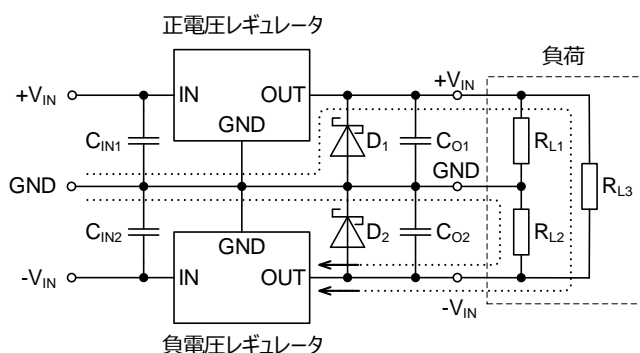 正電圧レギュレータ
負荷
+VIN
IN
OUT
GND
+VIN
CIN1
D1
CO1
RL1
GND
GND
RL3
CIN2
GND
D2
CO2
RL2
-VIN
IN
OUT
-VIN
負電圧レギュレータ